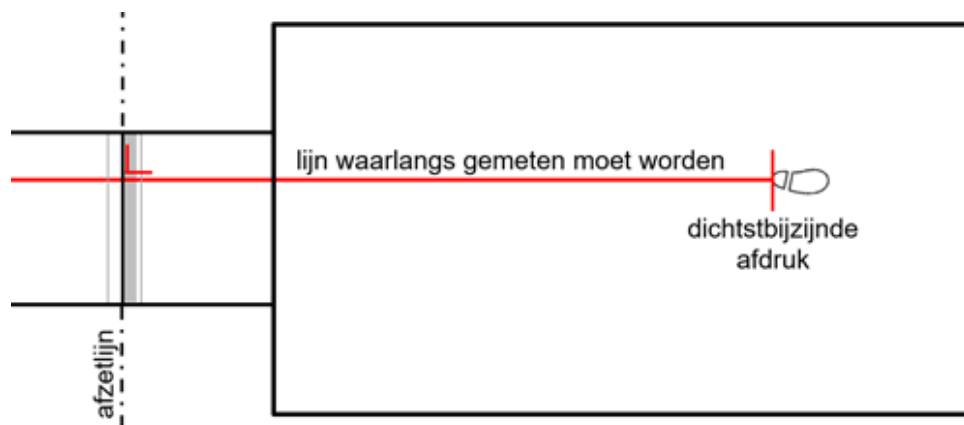 lijn waarlangs gemeten moet worden
dichtstbijzijnde
afdruk
afzetlijn